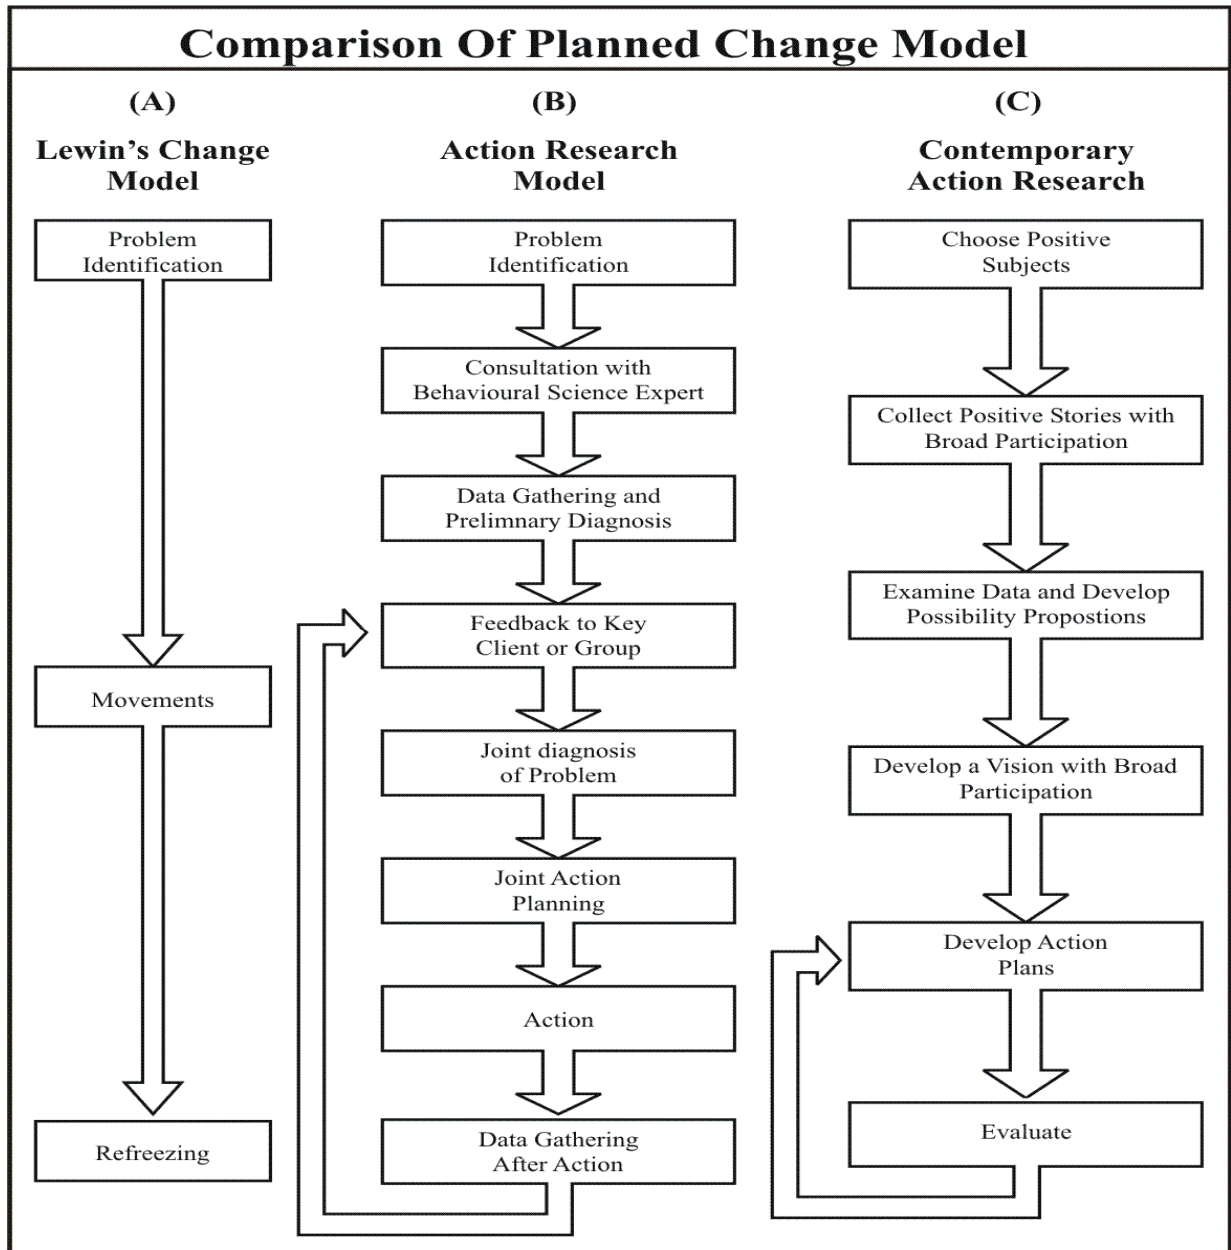 Comparison Of Planned Change Model
(A)
Lewin's Change
Model
Problem
Identification
Movements
Refreezing
(B)
Action Research
Model
Problem
Identification
Consultation with
Behavioural Science Expert
Data Gathering and
Prelimnary Diagnosis
Feedback to Key
Client or Group
Joint diagnosis
of Problem
Joint Action
Planning
Action
Data Gathering
After Action
(C)
Contemporary
Action Research
Choose Positive
Subjects
Collect Positive Stories with
Broad Participation
Examine Data and Develop
Possibility Propostions
Develop a Vision with Broad
Participation
Develop Action
Plans
Evaluate